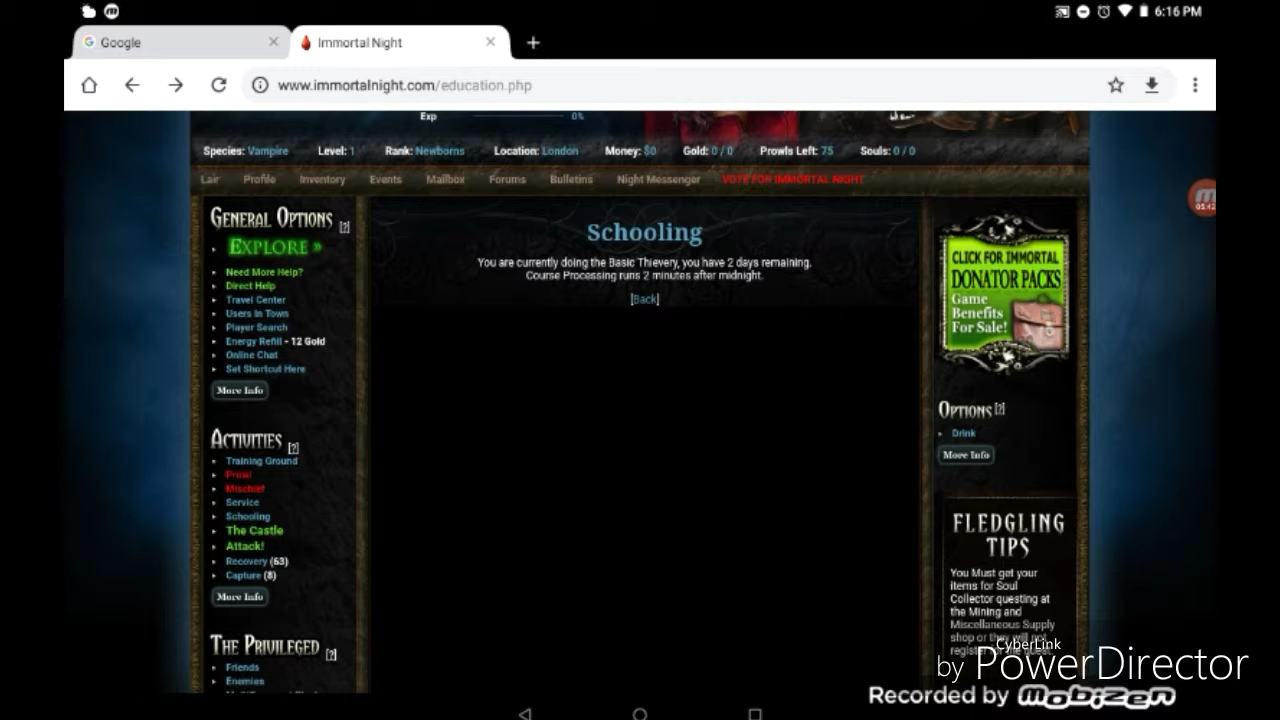 6:16 PM
Google
Immortal Night
www.immortalnight.com/education.php
Exp 0%
Species: Vampire Level: 1 Rank: Newborns Location: London Money: $0 Gold: 0 / 0 Prowls Left: 75 Souls: 0 / 0
Lair Profile Inventory Events Mailbox Forums Bulletins Night Messenger VOTE FOR IMMORTAL NIGHT
05:42
GENERAL OPTIONS [?]
EXPLORE »
Need More Help?
Direct Help
Travel Center
Users In Town
Player Search
Energy Refill - 12 Gold
Online Chat
Set Shortcut Here
More Info
ACTIVITIES [?]
Training Ground
Prowl
Mischief
Service
Schooling
The Castle
Attack!
Recovery (63)
Capture (8)
More Info
THE PRIVILEGED [?]
Friends
Enemies
Schooling
You are currently doing the Basic Thievery, you have 2 days remaining.
Course Processing runs 2 minutes after midnight.
[Back]
CLICK FOR IMMORTAL
DONATOR PACKS
Game
Benefits
For Sale!
OPTIONS [?]
Drink
More Info
FLEDGLING
TIPS
You Must get your
items for Soul
Collector questing at
the Mining and
Miscellaneous Supply
shop or they will not
register for the quest.
CyberLink
by PowerDirector
Recorded by mobizen